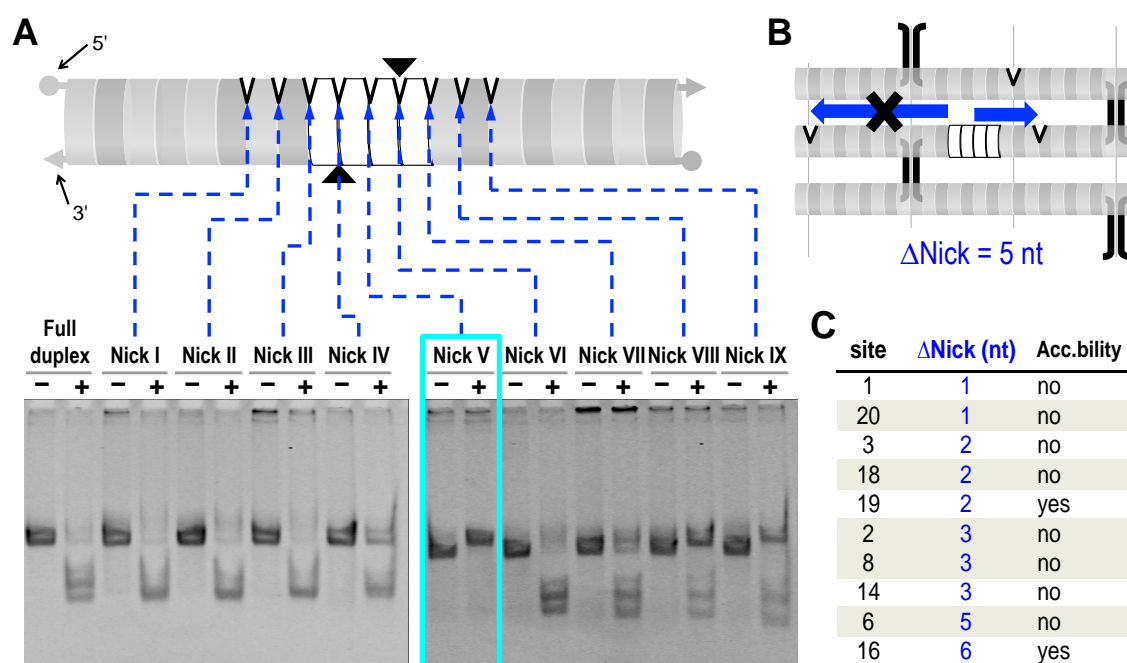 A
5'
3'
Full duplex
Nick I
Nick II
Nick III
Nick IV
Nick V
Nick VI
Nick VII
Nick VIII
Nick IX
− + − + − + − + − +
− + − + − + − + − +
B
ΔNick = 5 nt
C
site ΔNick (nt) Acc.bility
1 1 no
20 1 no
3 2 no
18 2 no
19 2 yes
2 3 no
8 3 no
14 3 no
6 5 no
16 6 yes